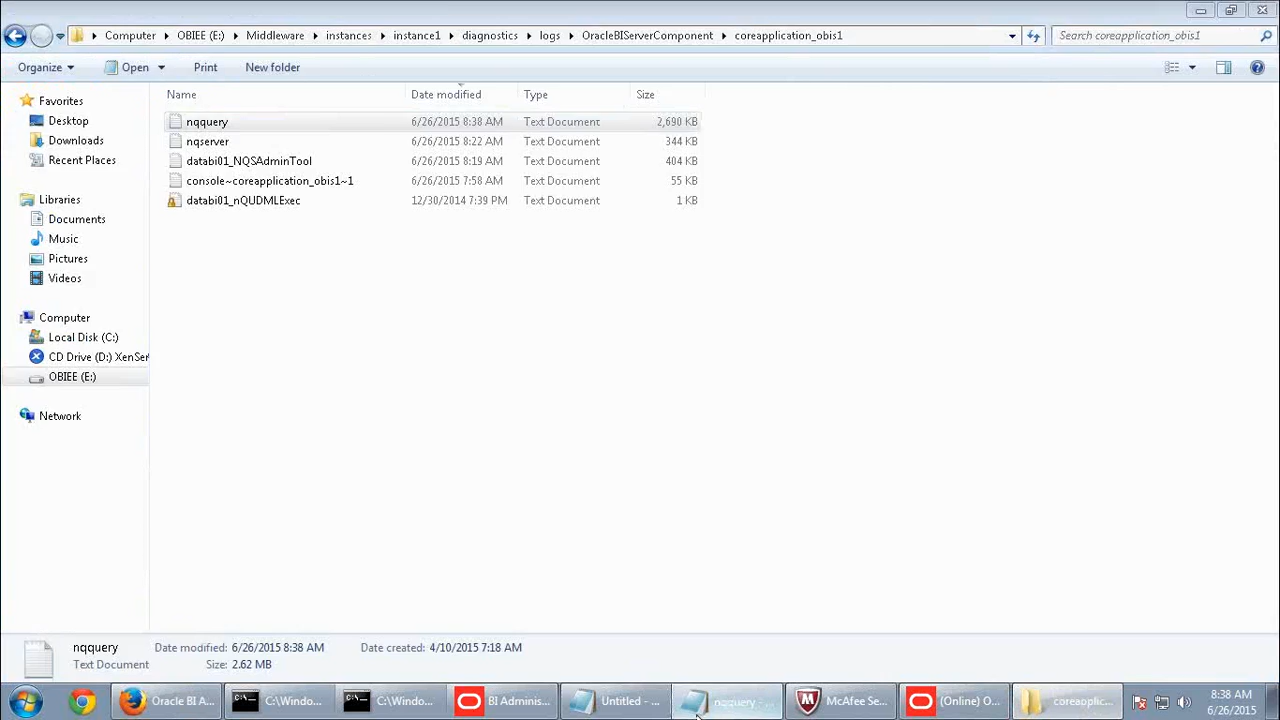 Computer OBIEE (E:) Middleware instances instance1 diagnostics logs OracleBIServerComponent coreapplication_obis1 Search coreapplication_obis1
Organize Open Print New folder
Name Date modified Type Size
Favorites
Desktop
Downloads
Recent Places
Libraries
Documents
Music
Pictures
Videos
Computer
Local Disk (C:)
CD Drive (D:) XenSer
OBIEE (E:)
Network
nqquery 6/26/2015 8:38 AM Text Document 2,690 KB
nqserver 6/26/2015 8:22 AM Text Document 344 KB
databi01_NQSAdminTool 6/26/2015 8:19 AM Text Document 404 KB
console~coreapplication_obis1~1 6/26/2015 7:58 AM Text Document 55 KB
databi01_nQUDMLExec 12/30/2014 7:39 PM Text Document 1 KB
nqquery Date modified: 6/26/2015 8:38 AM Date created: 4/10/2015 7:18 AM
Text Document Size: 2.62 MB
Oracle BI A... C:\Windo... C:\Windo... BI Adminis... Untitled - ... nqquery - ... McAfee Se... (Online) O... coreapplic...
8:38 AM
6/26/2015